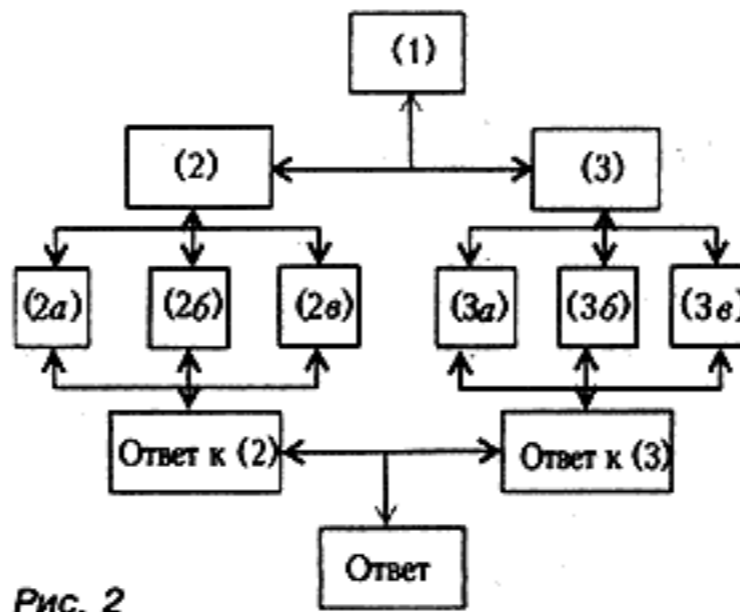 (1)
(2) (3)
(2а) (2б) (2в) (3а) (3б) (3в)
Ответ к (2) Ответ к (3)
Ответ
Рис. 2